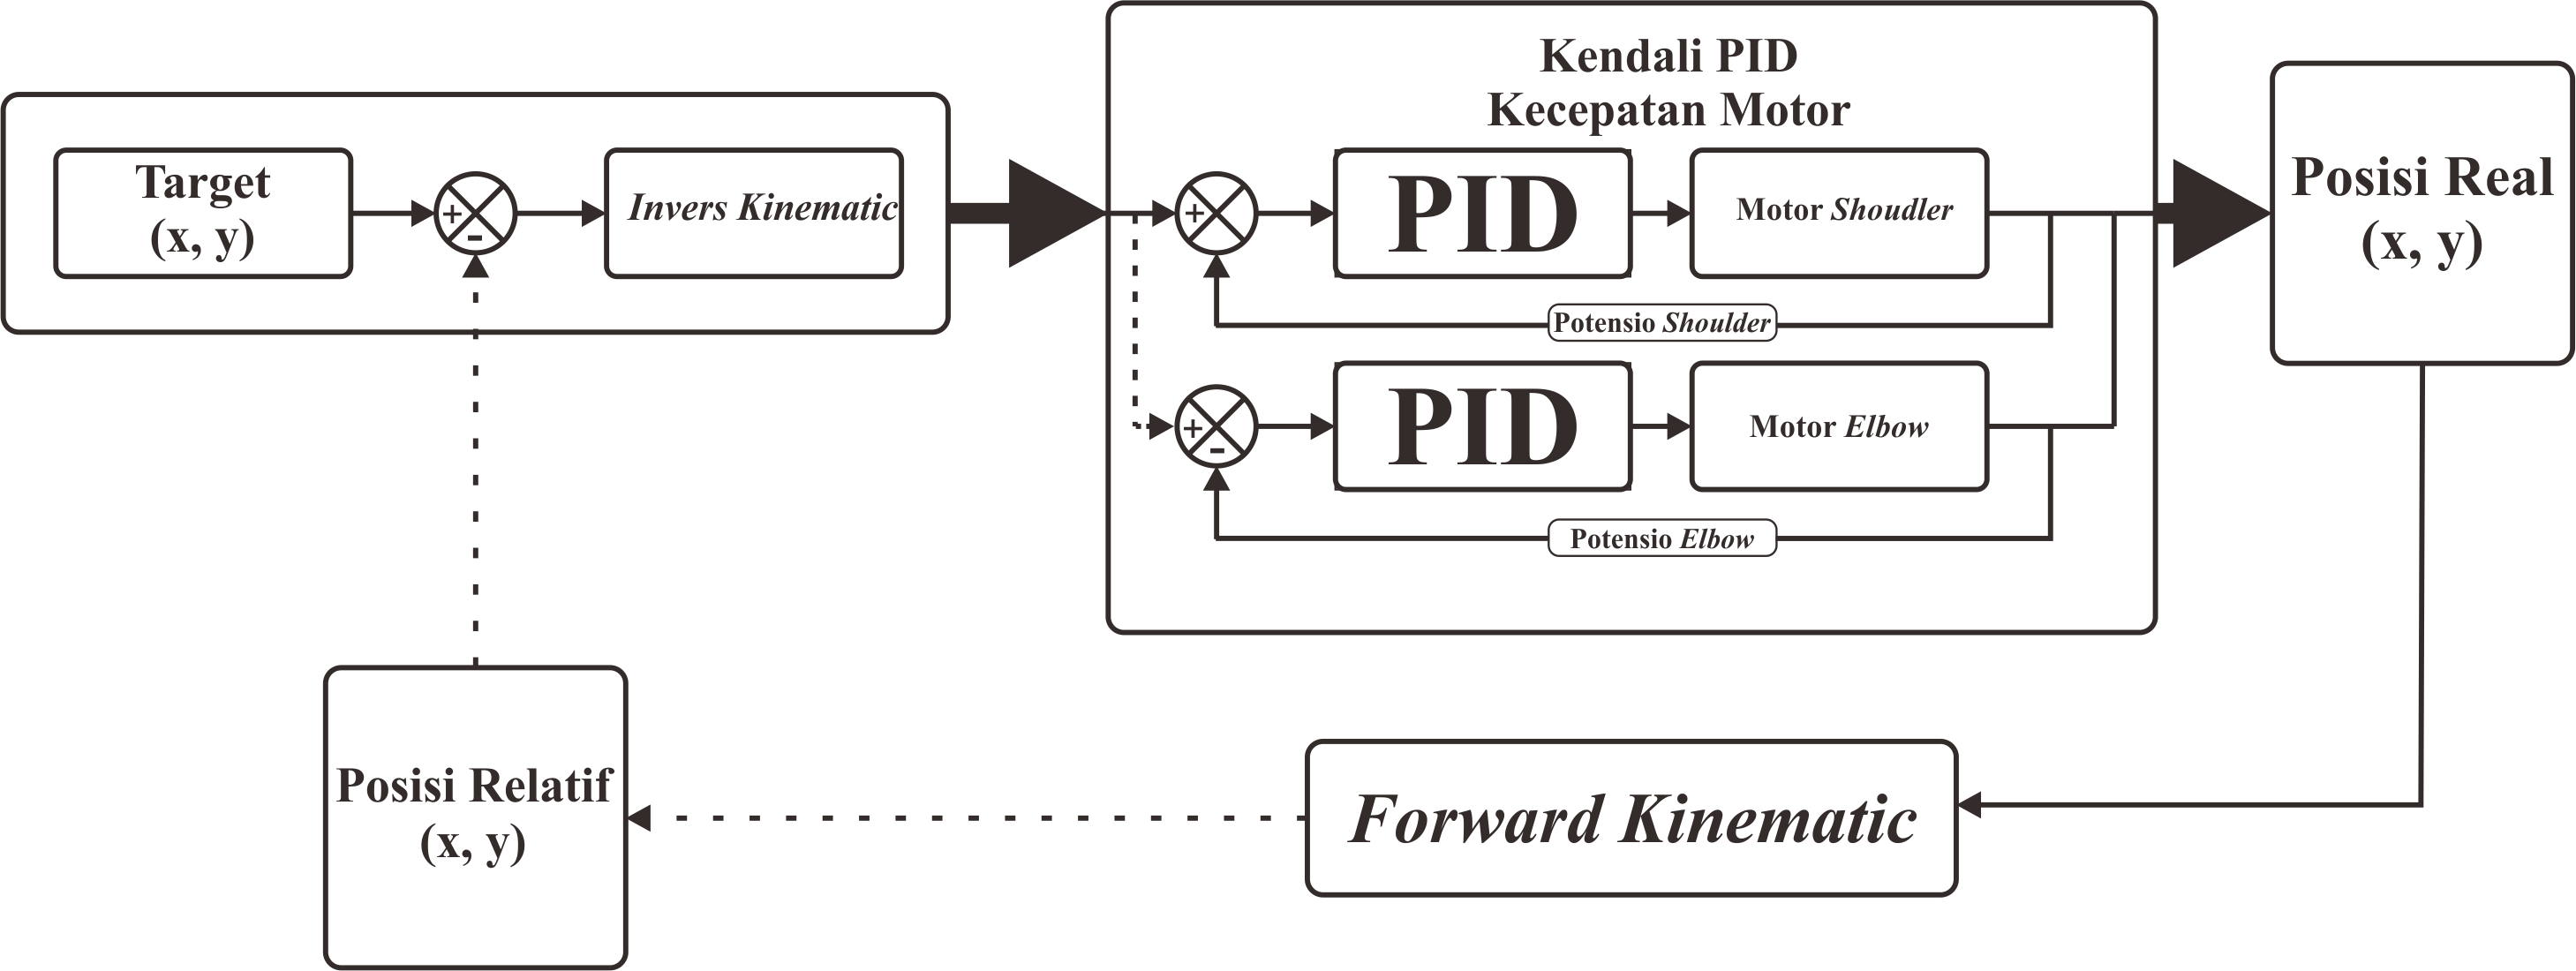 Kendali PID
Kecepatan Motor
Target
(x, y)
+
-
Invers Kinematic
+
PID
Motor Shoudler
Posisi Real
(x, y)
Potensio Shoulder
+
-
PID
Motor Elbow
Potensio Elbow
Posisi Relatif
(x, y)
Forward Kinematic